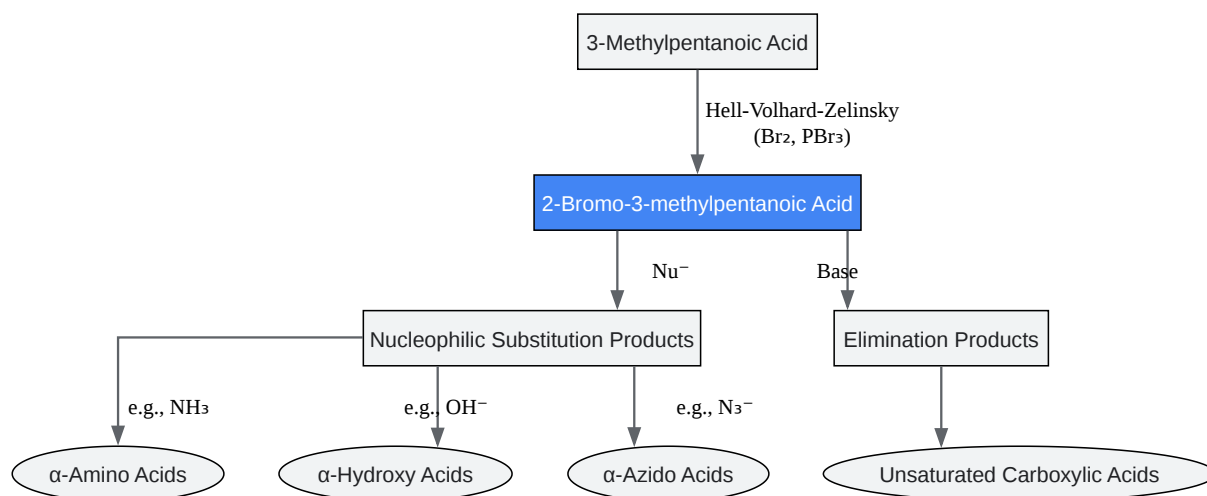 3-Methylpentanoic Acid
Hell-Volhard-Zelinsky
(Br₂, PBr₃)
2-Bromo-3-methylpentanoic Acid
Nu⁻
Base
Nucleophilic Substitution Products
Elimination Products
e.g., NH₃
e.g., OH⁻
e.g., N₃⁻
α-Amino Acids
α-Hydroxy Acids
α-Azido Acids
Unsaturated Carboxylic Acids